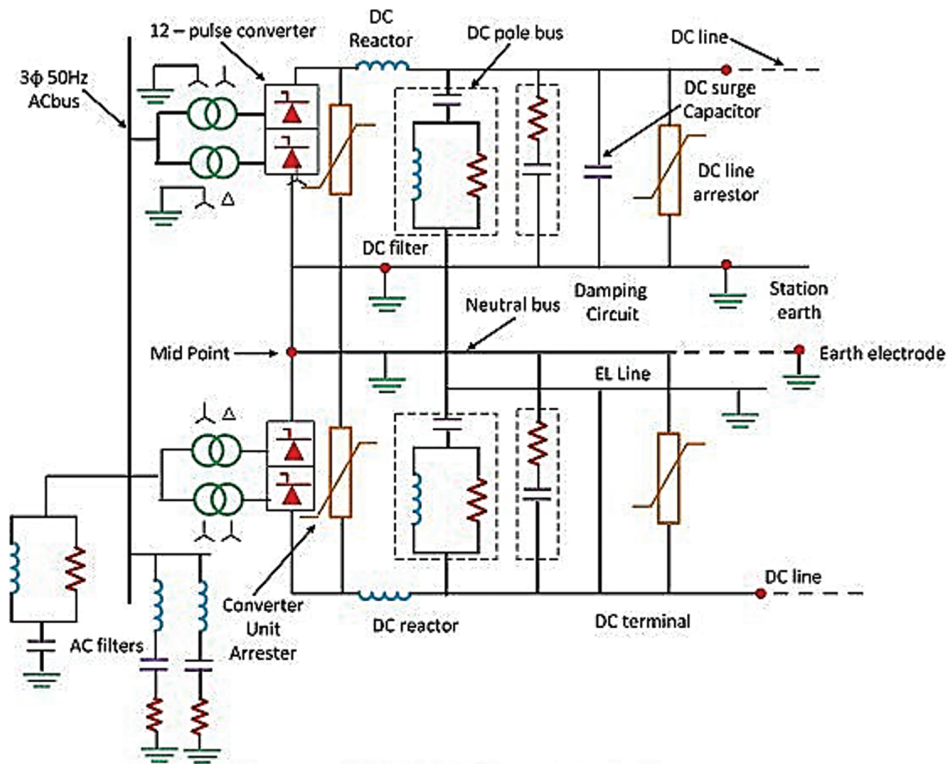 12 – pulse converter
DC
Reactor
DC pole bus
DC line
3ϕ 50Hz
ACbus
DC surge
Capacitor
DC line
arrestor
Δ
DC filter
Damping
Circuit
Station
earth
Neutral bus
Mid Point
Earth electrode
EL Line
Δ
DC line
Converter
Unit
Arrester
DC reactor
DC terminal
AC filters